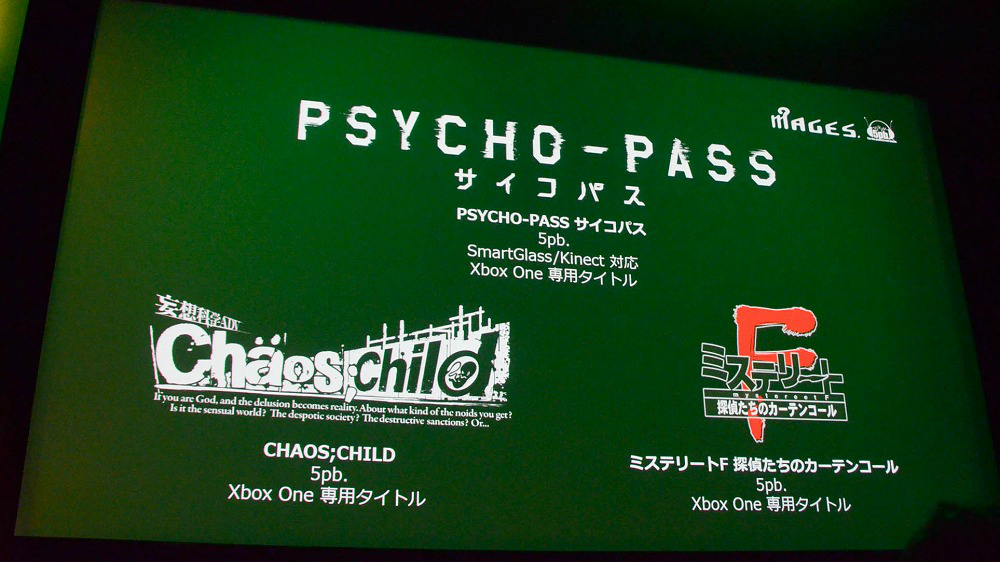 PSYCHO-PASS
サイコパス
MAGES.
5pb.
PSYCHO-PASS サイコパス
5pb.
SmartGlass/Kinect 対応
Xbox One 専用タイトル
妄想科学ADV
Chäos;Child
If you are God, and the delusion becomes reality. About what kind of the noids you get?
Is it the sensual world? The despotic society? The destructive sanctions? Or...
CHAOS;CHILD
5pb.
Xbox One 専用タイトル
F
ミステリート
mystereet F
探偵たちのカーテンコール
ミステリートF 探偵たちのカーテンコール
5pb.
Xbox One 専用タイトル